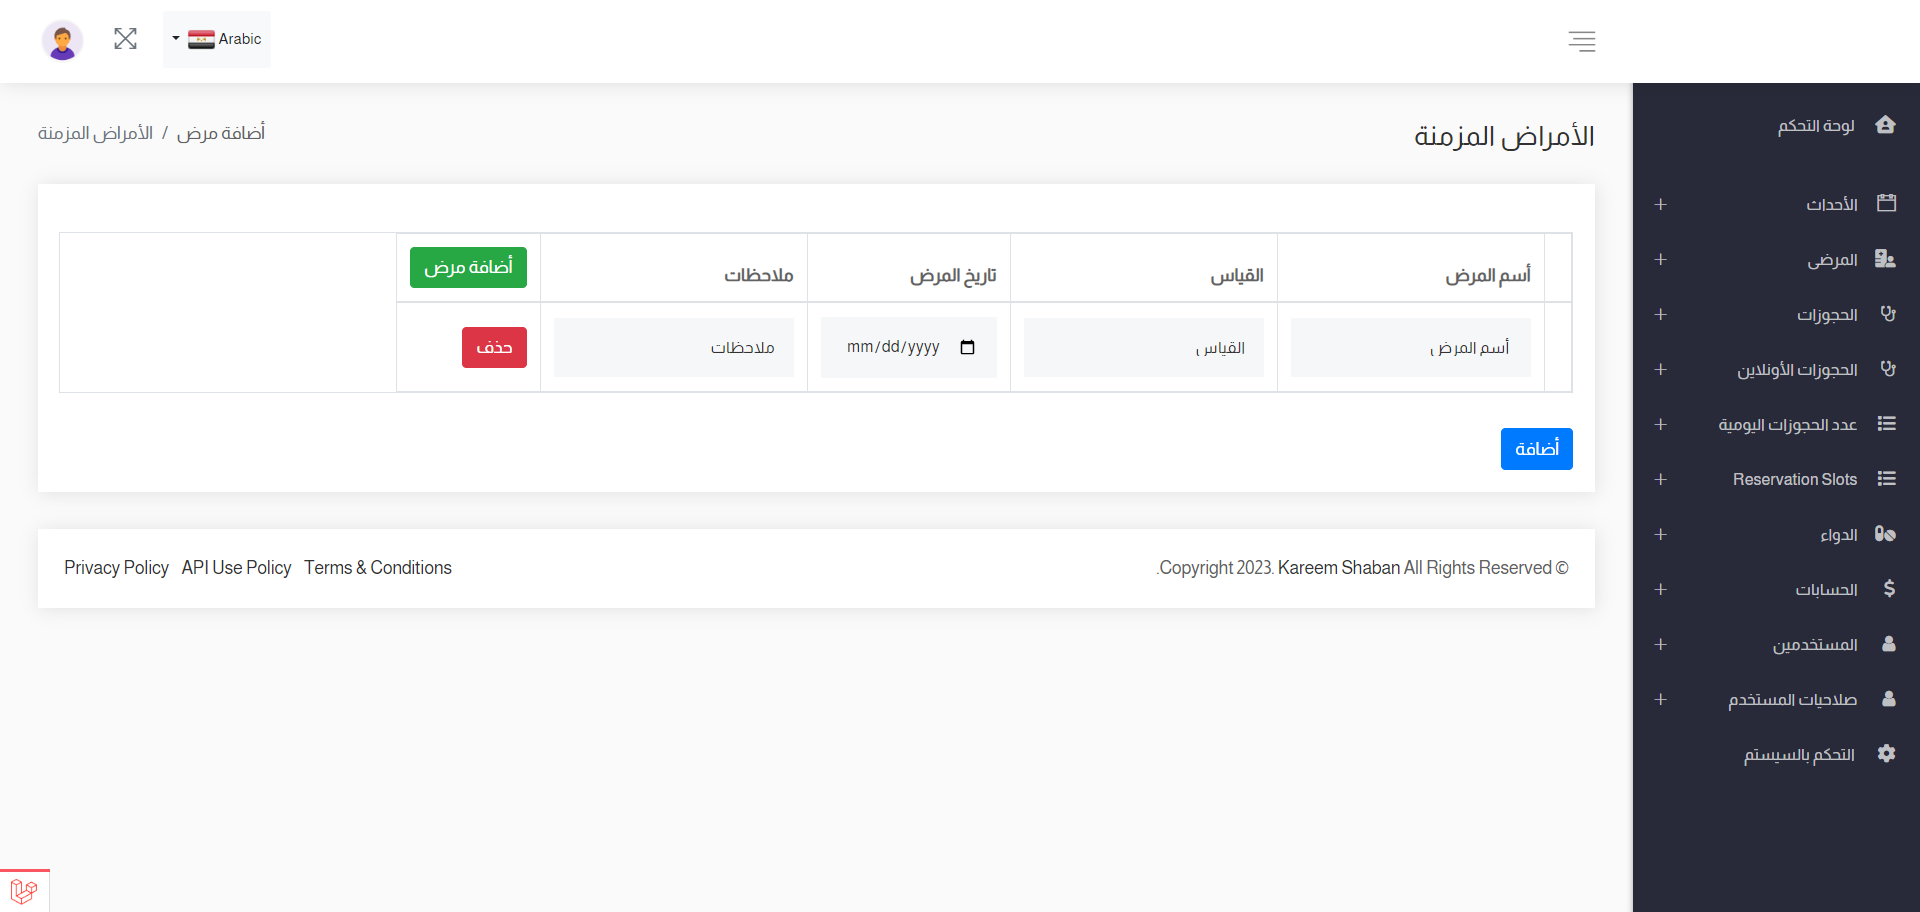 Arabic
لوحة التحكم
الأحداث
المرضى
الحجوزات
الحجوزات الأونلاين
عدد الحجوزات اليومية
Reservation Slots
الدواء
الحسابات
المستخدمين
صلاحيات المستخدم
التحكم بالسيستم
الأمراض المزمنة
أضافة مرض / الأمراض المزمنة
أسم المرض القياس تاريخ المرض ملاحظات أضافة مرض
أسم المرض القياس mm/dd/yyyy ملاحظات حذف
أضافة
.Copyright 2023. Kareem Shaban All Rights Reserved ©
Privacy Policy API Use Policy Terms & Conditions